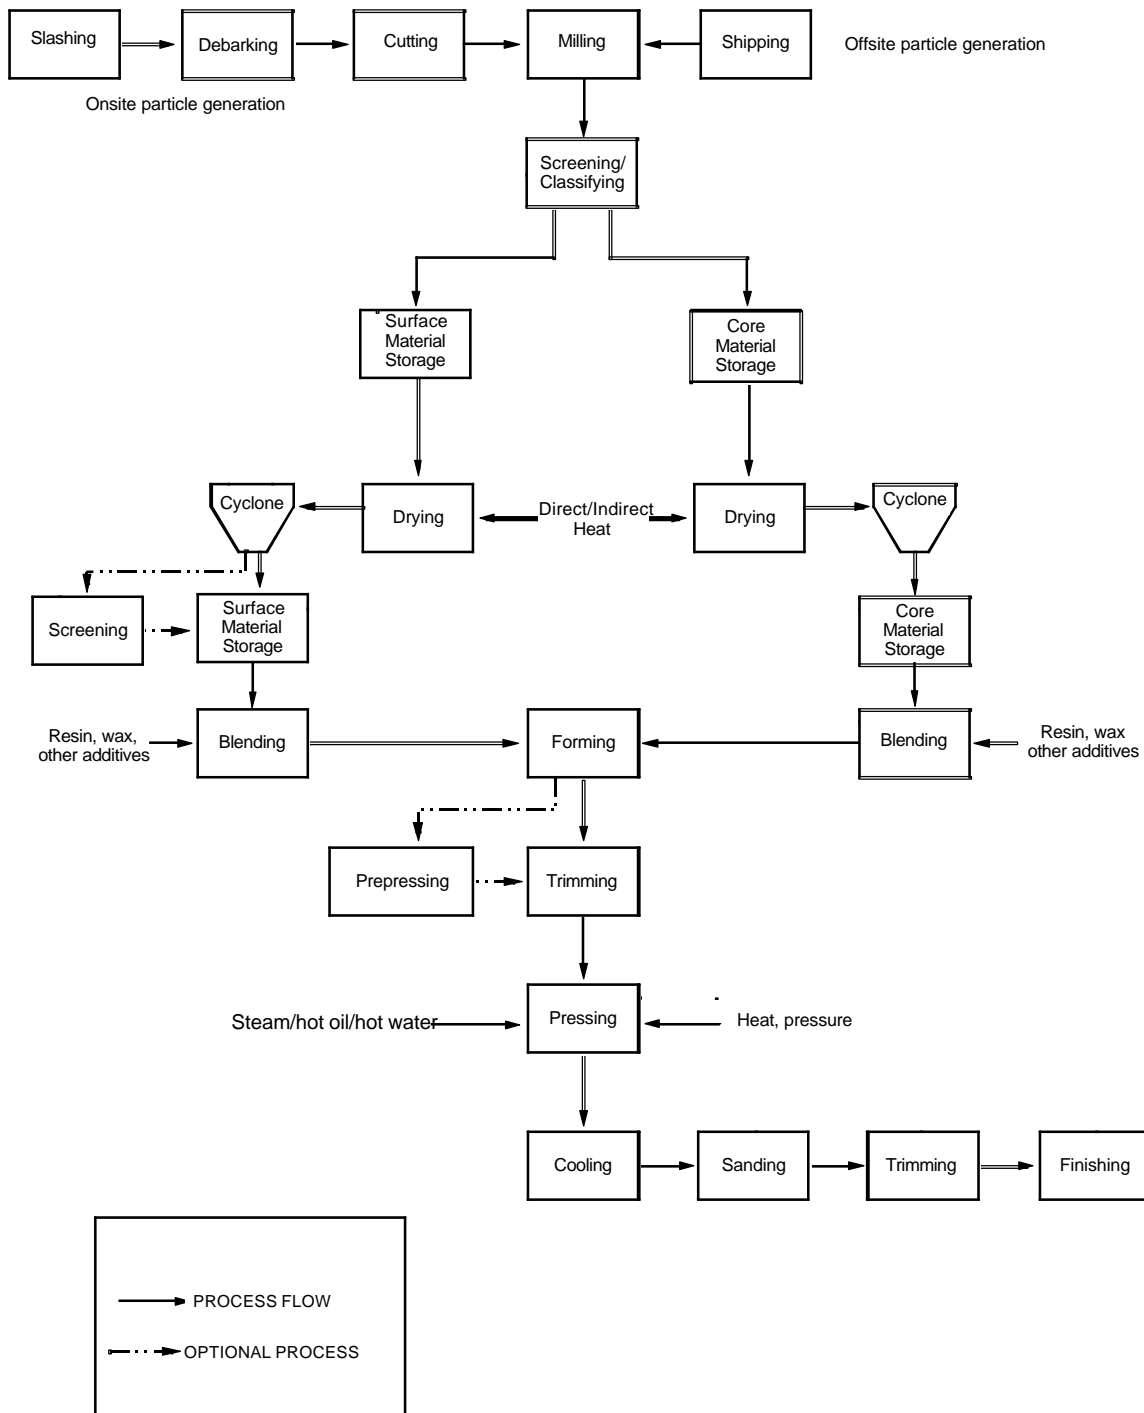 Slashing
Debarking
Cutting
Milling
Shipping
Offsite particle generation
Onsite particle generation
Screening/
Classifying
Surface
Material
Storage
Core
Material
Storage
Cyclone
Drying
Direct/Indirect
Heat
Drying
Cyclone
Screening
Surface
Material
Storage
Core
Material
Storage
Resin, wax,
other additives
Blending
Forming
Blending
Resin, wax
other additives
Prepressing
Trimming
Steam/hot oil/hot water
Pressing
Heat, pressure
Cooling
Sanding
Trimming
Finishing
PROCESS FLOW
OPTIONAL PROCESS